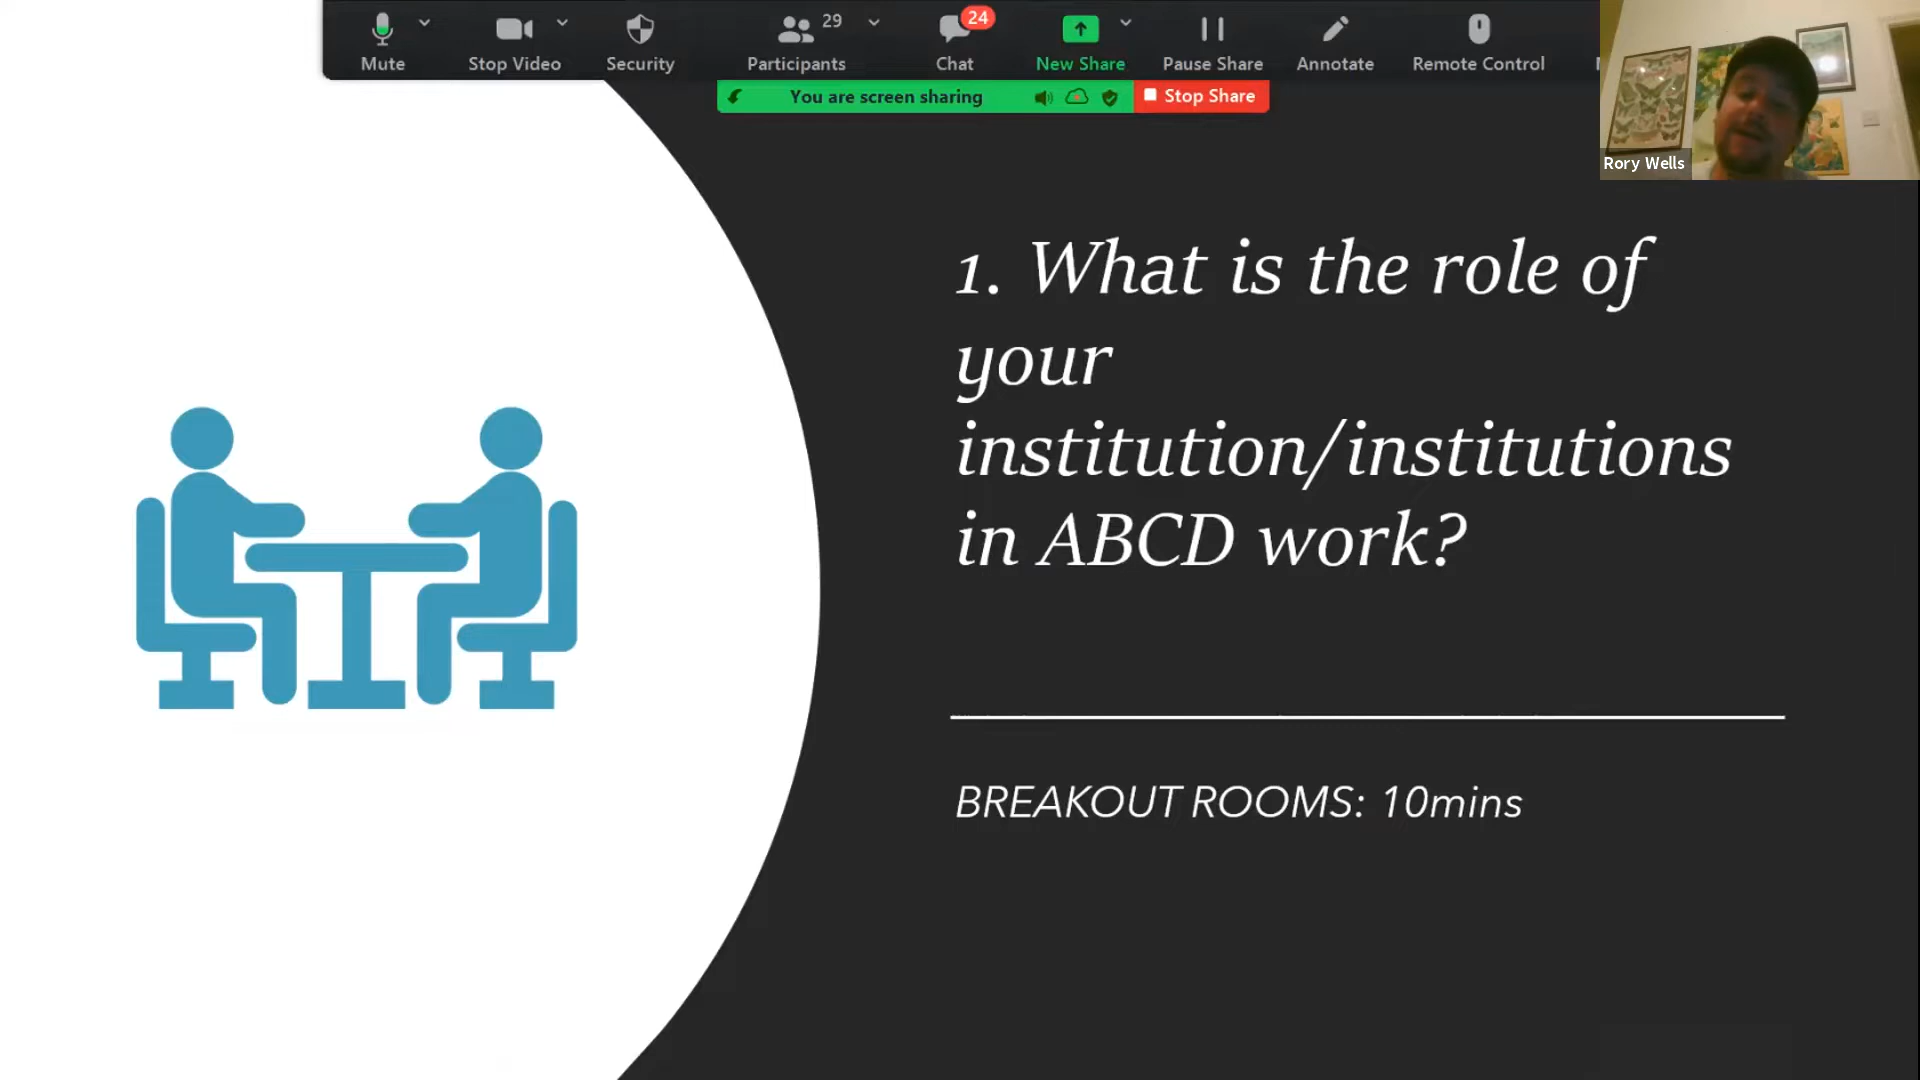 Mute
Stop Video
Security
29
Participants
24
Chat
New Share
Pause Share
Annotate
Remote Control
You are screen sharing
Stop Share
Rory Wells
1. What is the role of
your
institution/institutions
in ABCD work?
BREAKOUT ROOMS: 10mins